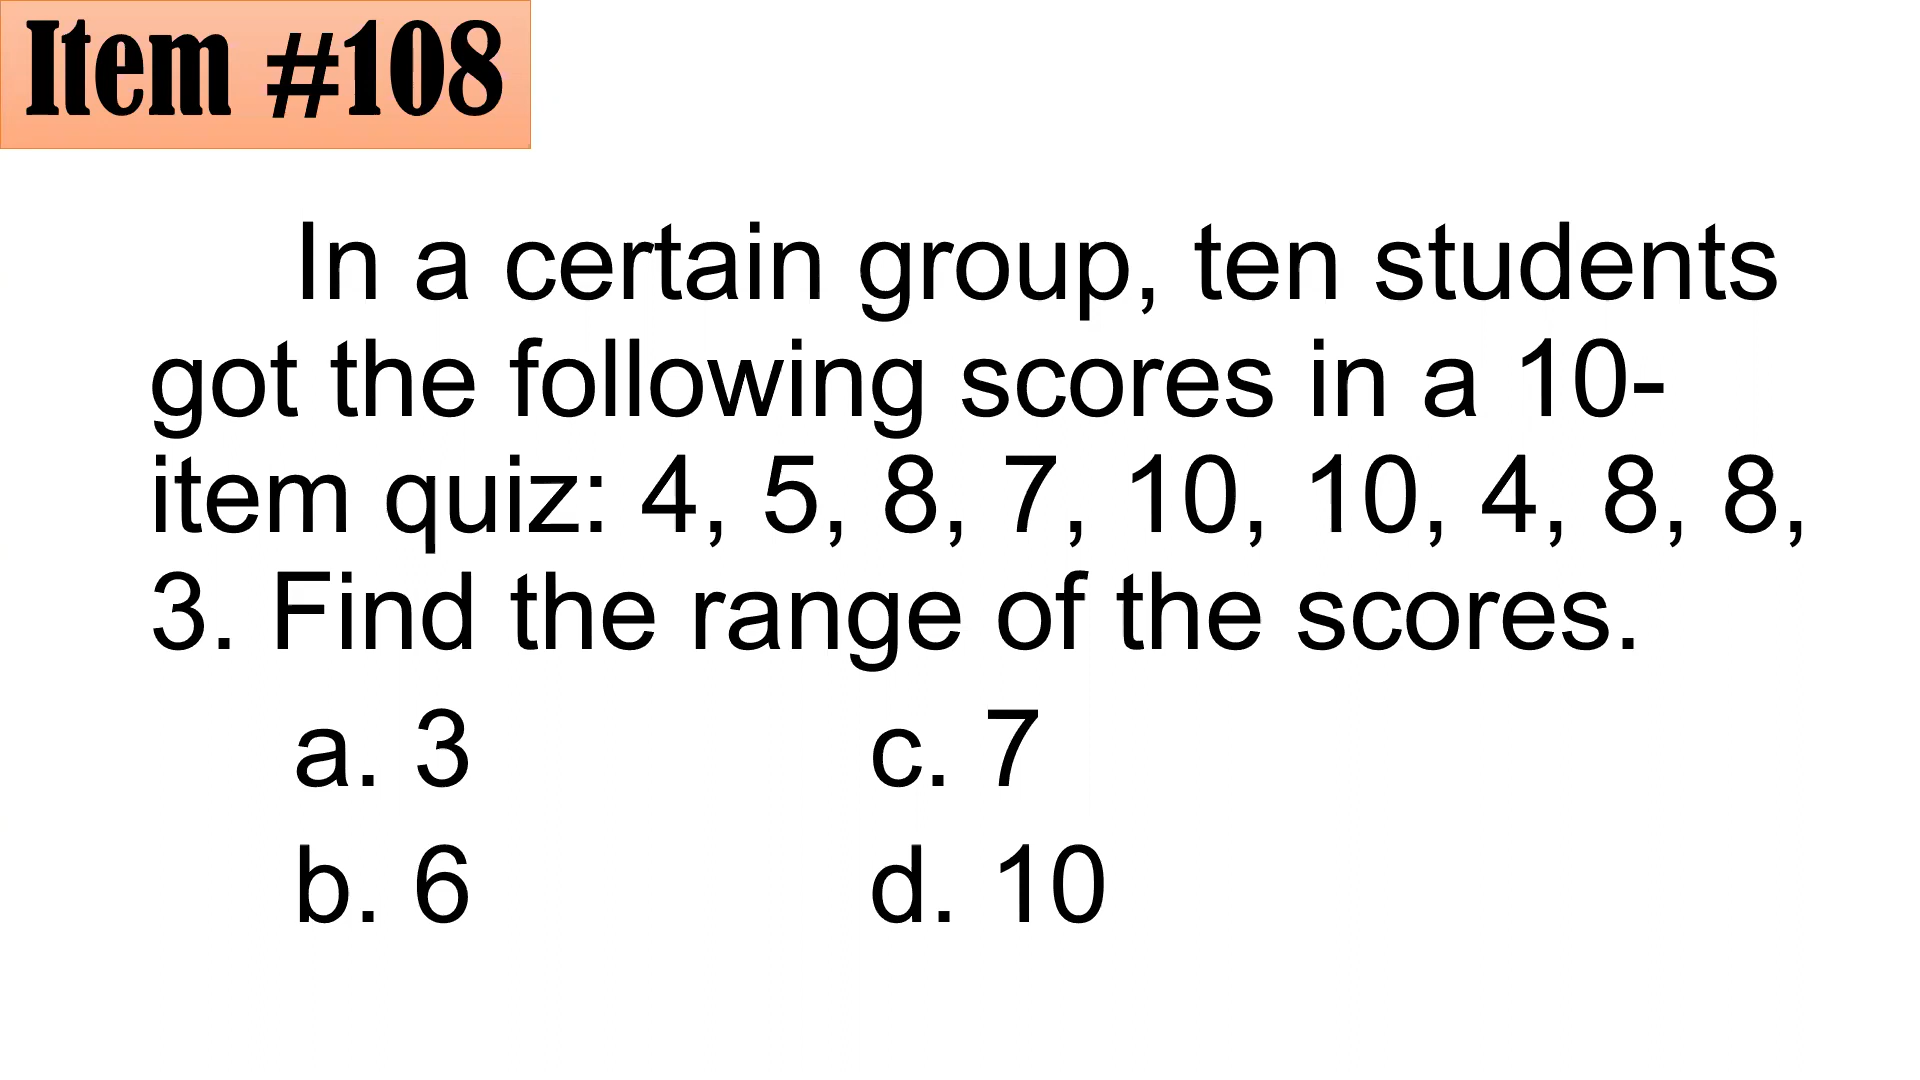 Item #108
In a certain group, ten students
got the following scores in a 10-
item quiz: 4, 5, 8, 7, 10, 10, 4, 8, 8,
3. Find the range of the scores.
a. 3 c. 7
b. 6 d. 10